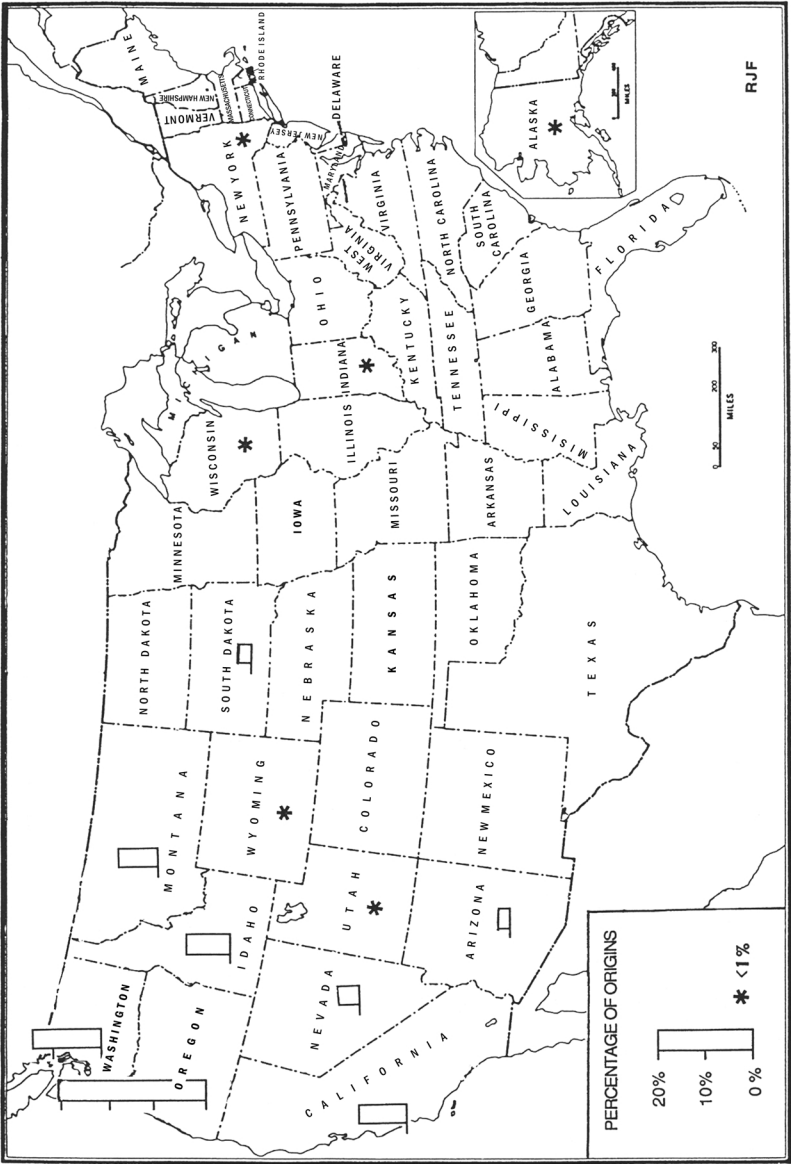 WASHINGTON
OREGON
CALIFORNIA
NEVADA
IDAHO
MONTANA
WYOMING
*
UTAH
*
ARIZONA
COLORADO
NEW MEXICO
NORTH DAKOTA
SOUTH DAKOTA
NEBRASKA
KANSAS
OKLAHOMA
TEXAS
MINNESOTA
IOWA
MISSOURI
ARKANSAS
LOUISIANA
WISCONSIN
*
MICHIGAN
ILLINOIS
INDIANA
*
OHIO
KENTUCKY
TENNESSEE
MISSISSIPPI
ALABAMA
GEORGIA
FLORIDA
SOUTH
CAROLINA
NORTH CAROLINA
VIRGINIA
WEST
VIRGINIA
PENNSYLVANIA
NEW YORK
*
MARYLAND
DELAWARE
NEW JERSEY
CONNECTICUT
RHODE ISLAND
MASSACHUSETTS
VERMONT
NEW HAMPSHIRE
MAINE
ALASKA
*
MILES
0
200
300
MILES
RJF
PERCENTAGE OF ORIGINS
20%
10%
0%
* <1%